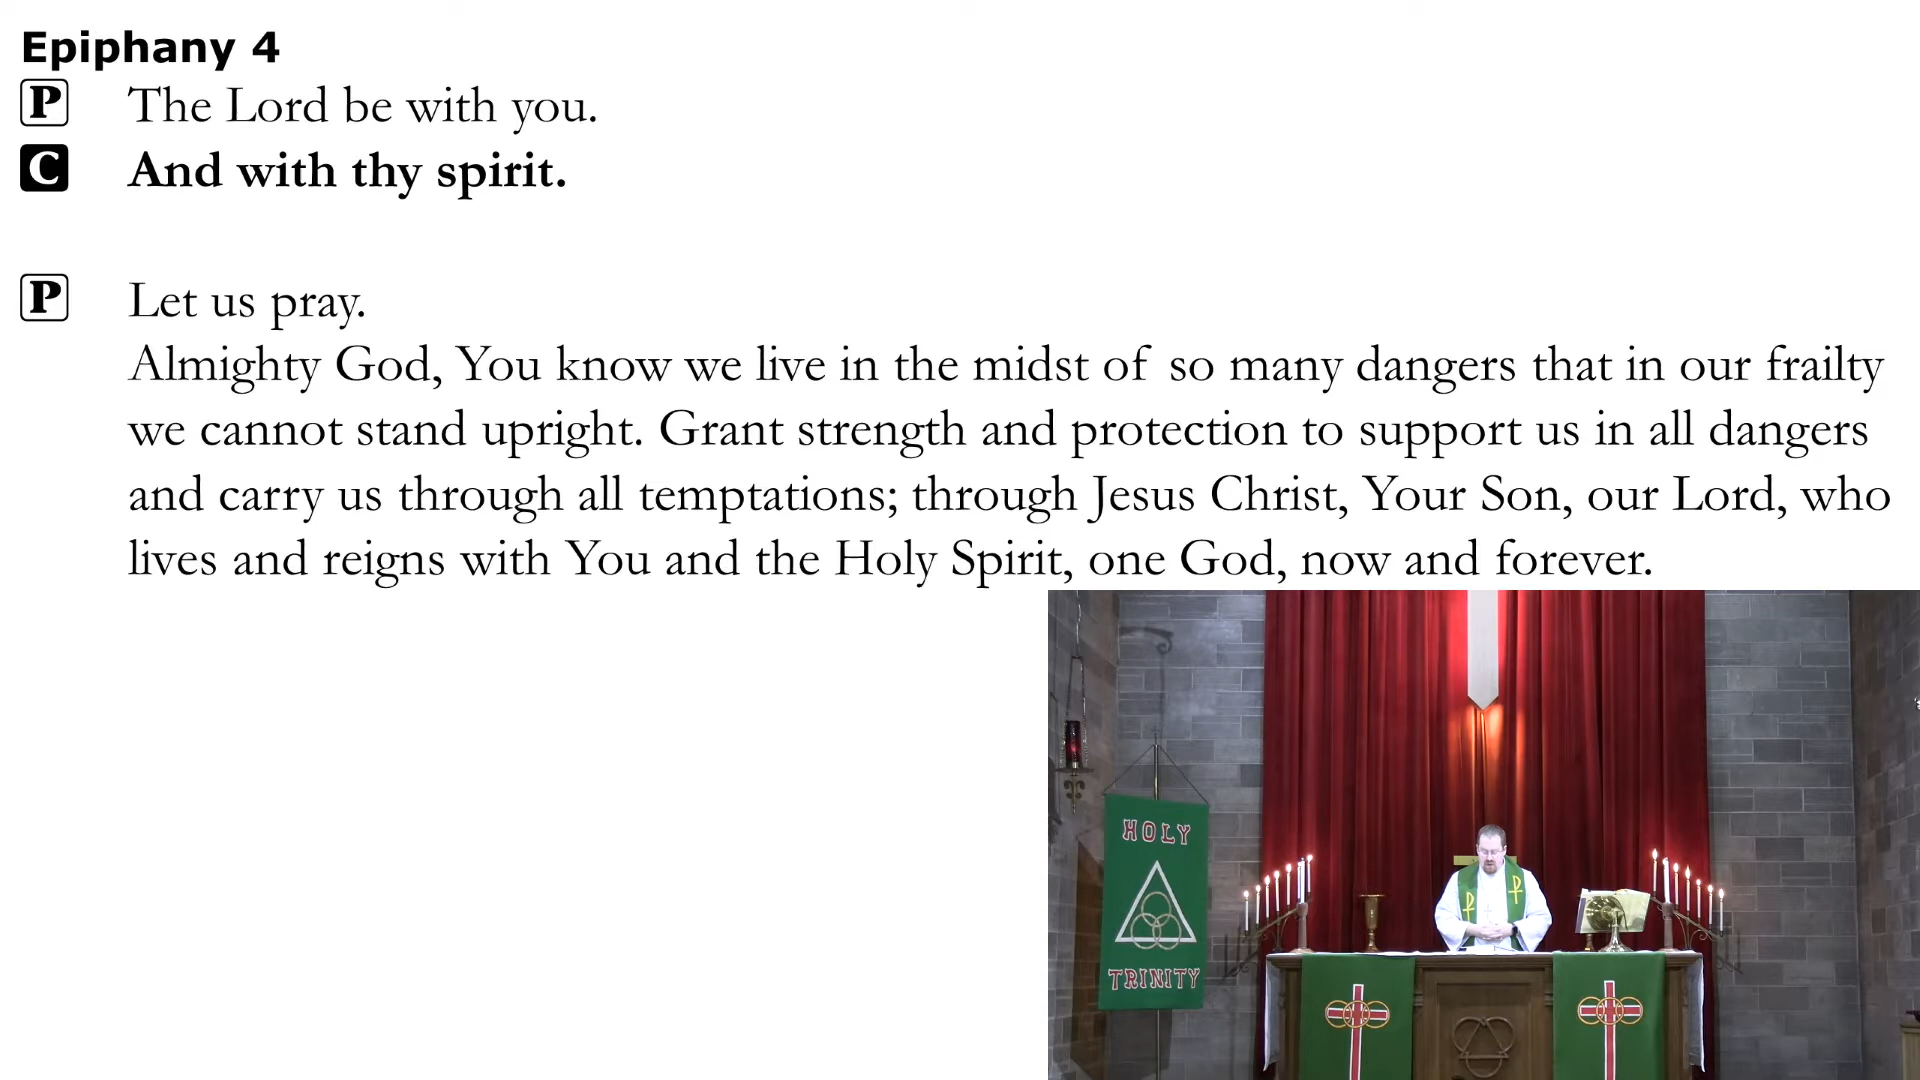 Epiphany 4
P The Lord be with you.
C And with thy spirit.
P Let us pray.
Almighty God, You know we live in the midst of so many dangers that in our frailty
we cannot stand upright. Grant strength and protection to support us in all dangers
and carry us through all temptations; through Jesus Christ, Your Son, our Lord, who
lives and reigns with You and the Holy Spirit, one God, now and forever.
HOLY
TRINITY